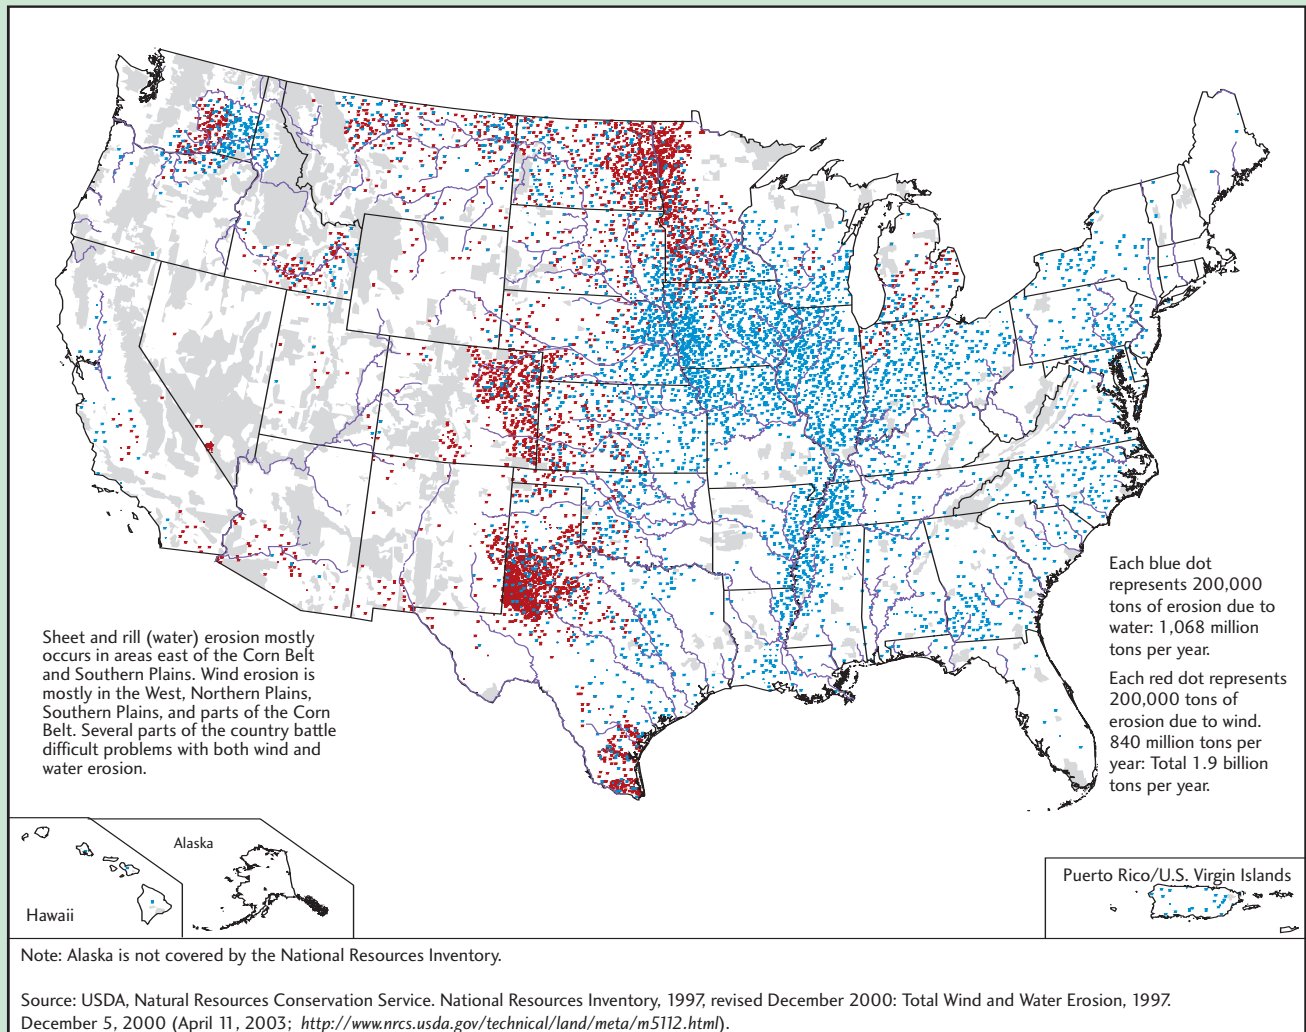 Each blue dot
represents 200,000
tons of erosion due to
water: 1,068 million
tons per year.
Each red dot represents
200,000 tons of
erosion due to wind.
840 million tons per
year: Total 1.9 billion
tons per year.
Sheet and rill (water) erosion mostly
occurs in areas east of the Corn Belt
and Southern Plains. Wind erosion is
mostly in the West, Northern Plains,
Southern Plains, and parts of the Corn
Belt. Several parts of the country battle
difficult problems with both wind and
water erosion.
Alaska
Hawaii
Puerto Rico/U.S. Virgin Islands
Note: Alaska is not covered by the National Resources Inventory.
Source: USDA, Natural Resources Conservation Service. National Resources Inventory, 1997, revised December 2000: Total Wind and Water Erosion, 1997.
December 5, 2000 (April 11, 2003; http://www.nrcs.usda.gov/technical/land/meta/m5112.html).